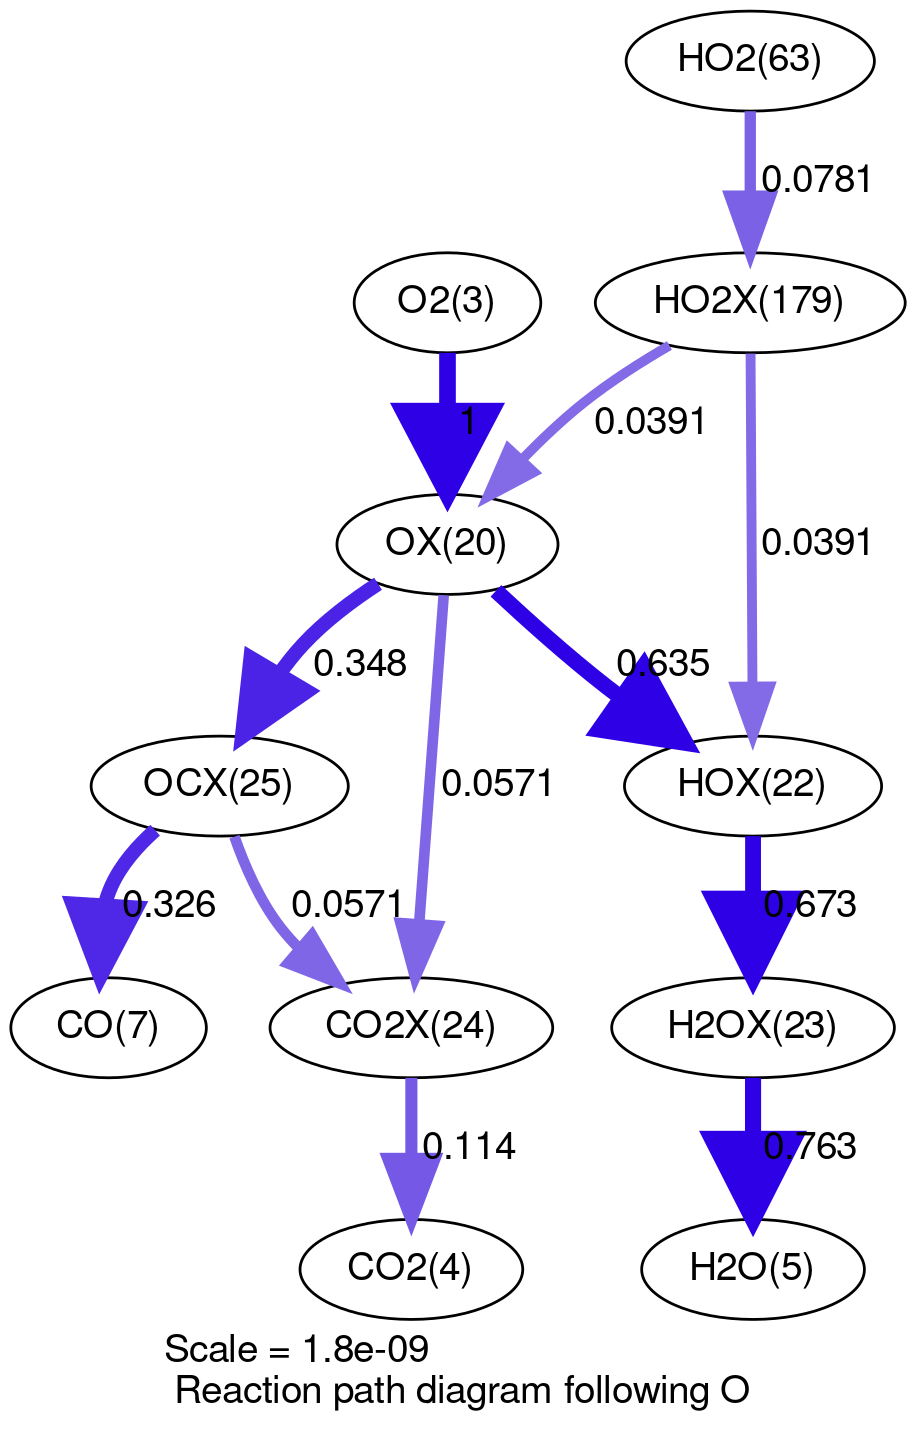 HO2(63)
0.0781
O2(3)
HO2X(179)
1
0.0391
OX(20)
0.0391
0.348
0.635
0.0571
OCX(25)
HOX(22)
0.326
0.0571
0.673
CO(7)
CO2X(24)
H2OX(23)
0.114
0.763
CO2(4)
H2O(5)
Scale = 1.8e-09
Reaction path diagram following O